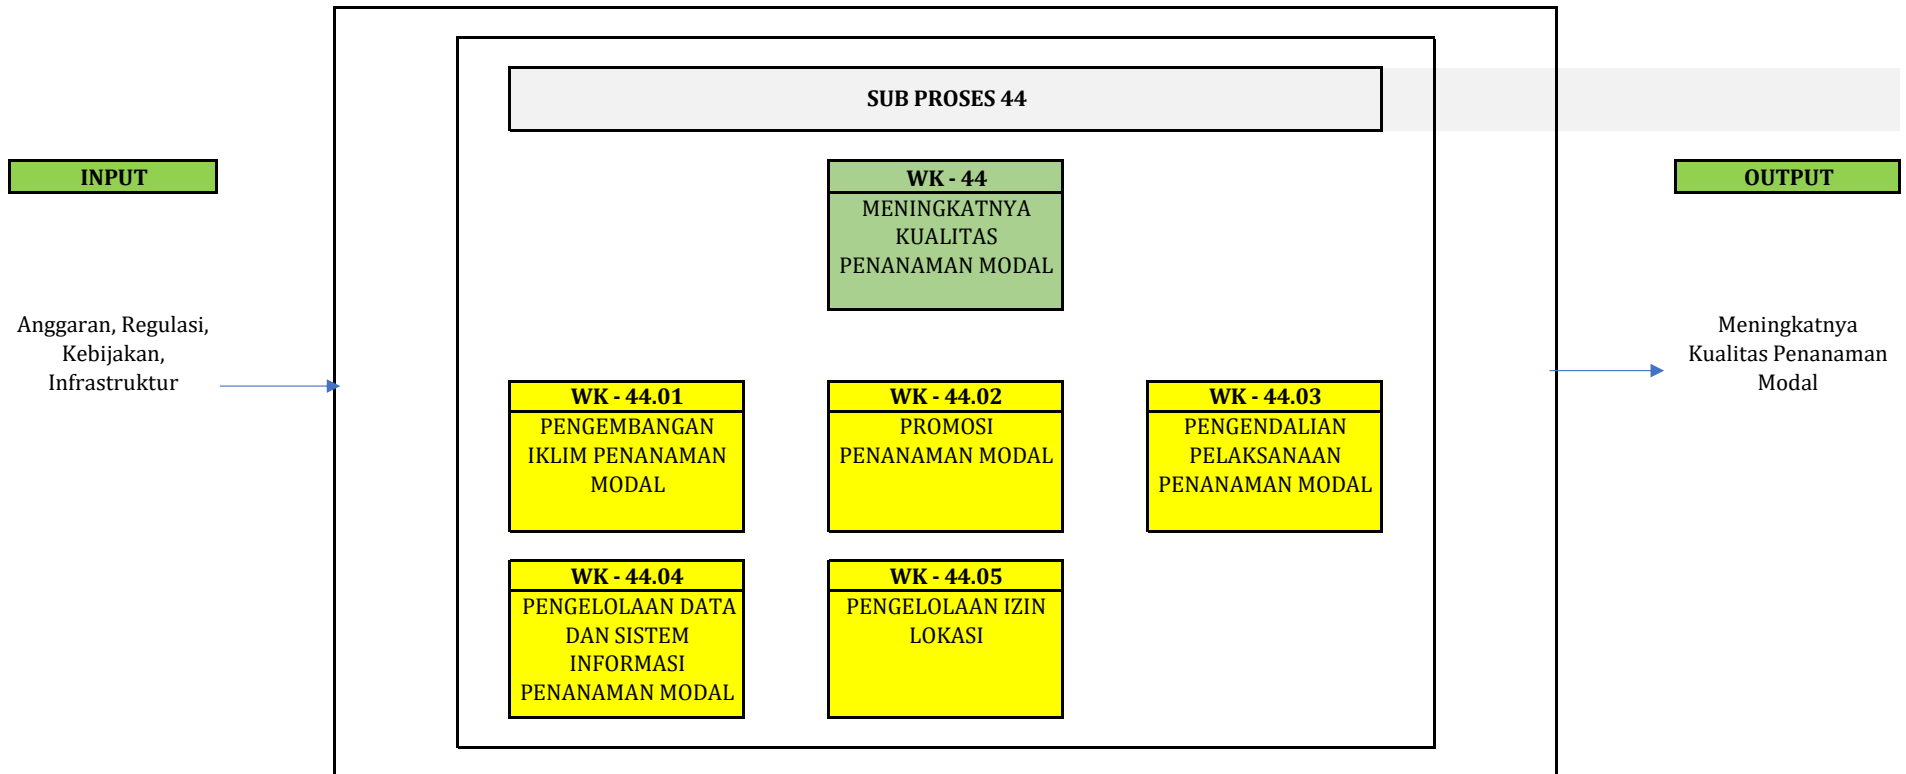 SUB PROSES 44
INPUT
WK - 44
MENINGKATNYA
KUALITAS
PENANAMAN MODAL
OUTPUT
Anggaran, Regulasi,
Kebijakan,
Infrastruktur
Meningkatnya
Kualitas Penanaman
Modal
WK - 44.01
PENGEMBANGAN
IKLIM PENANAMAN
MODAL
WK - 44.02
PROMOSI
PENANAMAN MODAL
WK - 44.03
PENGENDALIAN
PELAKSANAAN
PENANAMAN MODAL
WK - 44.04
PENGELOLAAN DATA
DAN SISTEM
INFORMASI
PENANAMAN MODAL
WK - 44.05
PENGELOLAAN IZIN
LOKASI